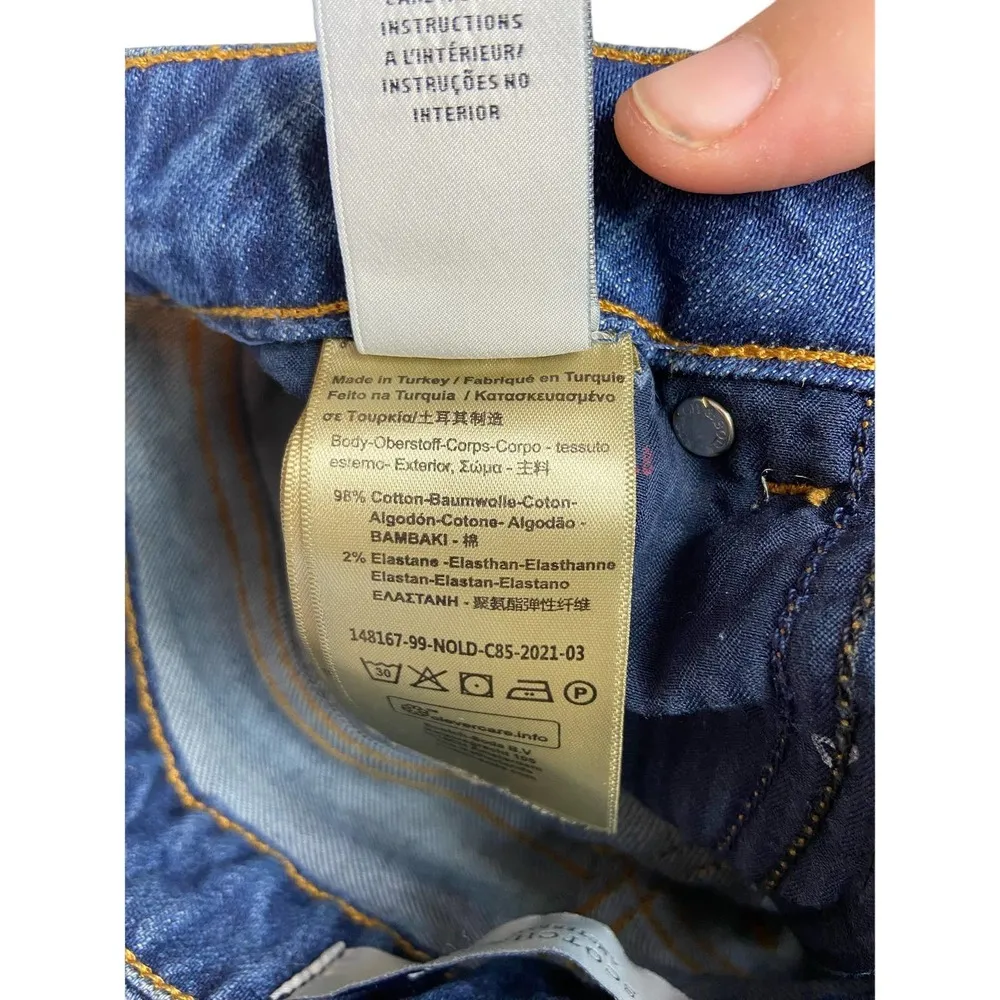 INSTRUCTIONS
A L'INTÉRIEUR/
INSTRUÇÕES NO
INTERIOR
Made in Turkey / Fabriqué en Turquie
Feito na Turquia / Κατασκευασμένο
σε Τουρκία/土耳其制造
Body-Oberstoff-Corps-Corpo - tessuto
esterno- Exterior, Σώμα - 主料
98% Cotton-Baumwolle-Coton-
Algodón-Cotone- Algodão -
BAMBAKI - 棉
2% Elastane -Elasthan-Elasthanne
Elastan-Elastan-Elastano
ΕΛΑΣΤΑΝΗ - 聚氨酯弹性纤维
148167-99-NOLD-C85-2021-03
30
P
clevercare.info
B.V